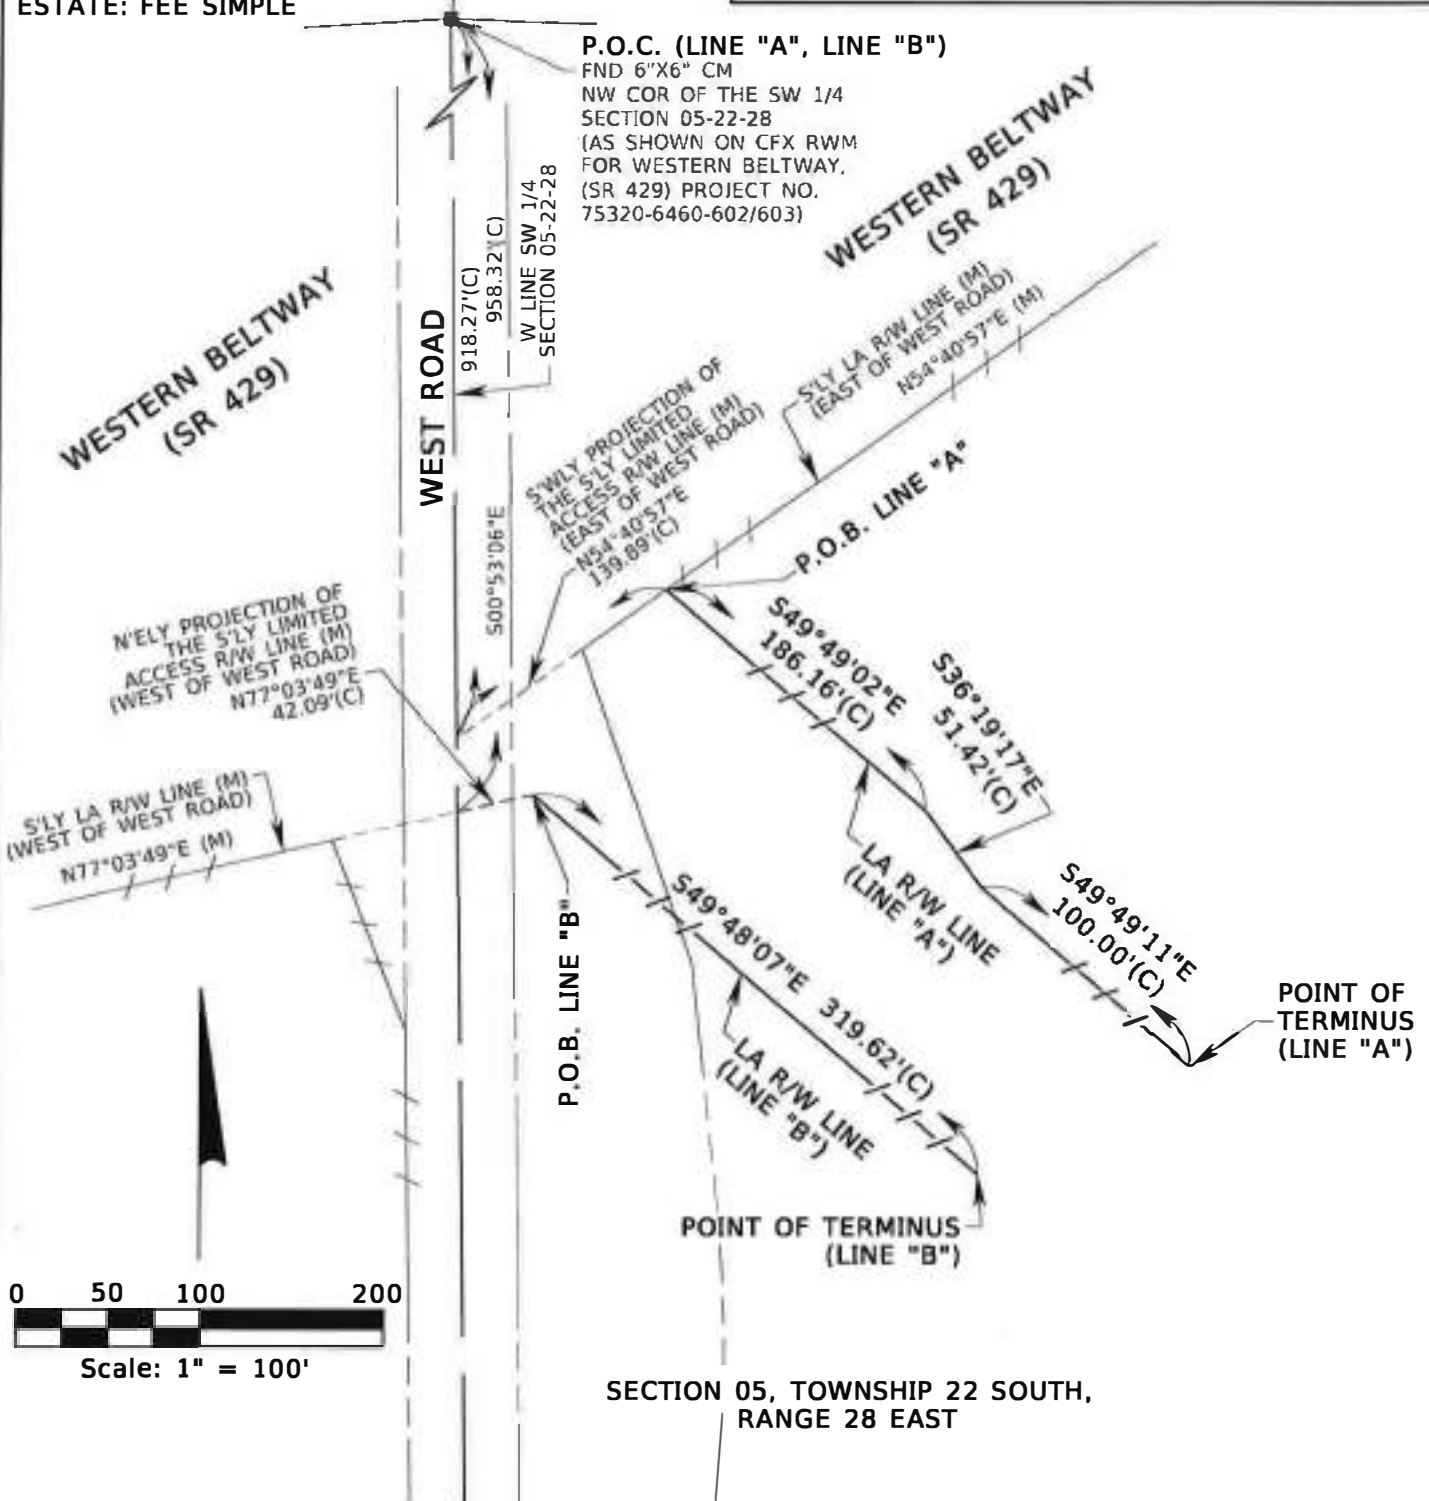 ESTATE: FEE SIMPLE
P.O.C. (LINE "A", LINE "B")
FND 6"X6" CM
NW COR OF THE SW 1/4
SECTION 05-22-28
(AS SHOWN ON CFX RWM
FOR WESTERN BELTWAY,
(SR 429) PROJECT NO.
75320-6460-602/603)
WESTERN BELTWAY
(SR 429)
WESTERN BELTWAY
(SR 429)
WEST ROAD
918.27'(C)
958.32'(C)
W LINE SW 1/4
SECTION 05-22-28
S00°53'06"E
S'LY LA R/W LINE (M)
(EAST OF WEST ROAD)
N54°40'57"E (M)
S'WLY PROJECTION OF
THE S'LY LIMITED
ACCESS R/W LINE (M)
(EAST OF WEST ROAD)
N54°40'57"E
139.89'(C)
P.O.B. LINE "A"
N'ELY PROJECTION OF
THE S'LY LIMITED
ACCESS R/W LINE (M)
(WEST OF WEST ROAD)
N77°03'49"E
42.09'(C)
S'LY LA R/W LINE (M)
(WEST OF WEST ROAD)
N77°03'49"E (M)
S49°49'02"E
186.16'(C)
S36°19'17"E
51.42'(C)
LA R/W LINE
(LINE "A")
S49°49'11"E
100.00'(C)
POINT OF
TERMINUS
(LINE "A")
P.O.B. LINE "B"
S49°48'07"E 319.62'(C)
LA R/W LINE
(LINE "B")
POINT OF TERMINUS
(LINE "B")
0 50 100 200
Scale: 1" = 100'
SECTION 05, TOWNSHIP 22 SOUTH,
RANGE 28 EAST